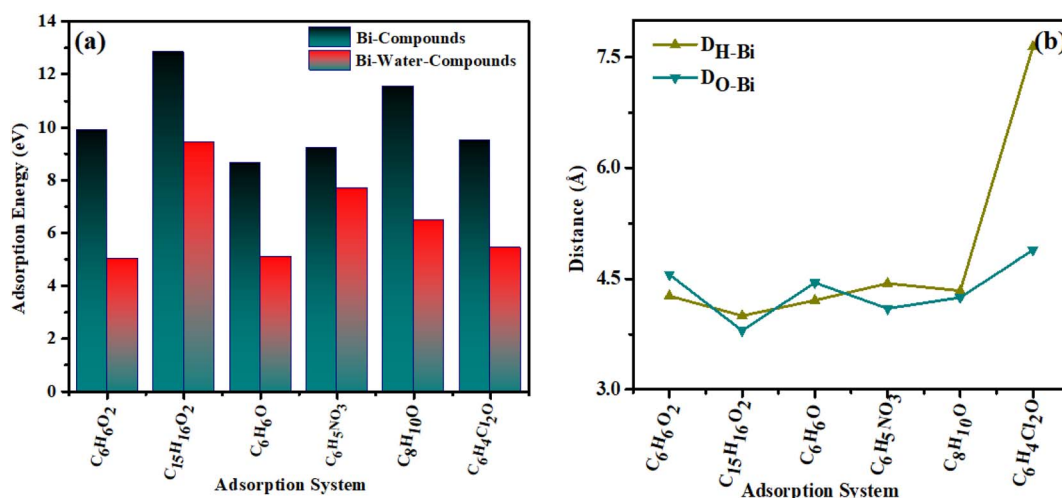 (a)
Bi-Compounds
Bi-Water-Compounds
Adsorption Energy (eV)
14
12
10
8
6
4
2
0
C6H6O2
C15H16O2
C6H6O
C6H5NO3
C8H10O
C6H4Cl2O
Adsorption System
(b)
DH-Bi
DO-Bi
Distance (Å)
7.5
6.0
4.5
3.0
C6H6O2
C15H16O2
C6H6O
C6H5NO3
C8H10O
C6H4Cl2O
Adsorption System